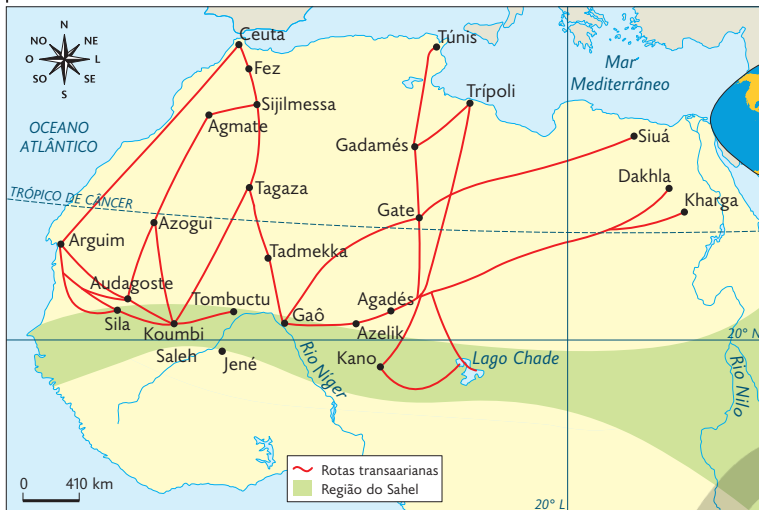 Ceuta
Túnis
NO
N
NE
O
L
SO
S
SE
Fez
Mar
Mediterrâneo
Sijilmessa
Trípoli
Agmate
OCEANO
ATLÂNTICO
Gadamés
Siuá
Dakhla
TRÓPICO DE CÂNCER
Tagaza
Kharga
Gate
Azogui
Arguim
Tadmekka
Audagoste
Tombuctu
Agadés
Sila
Koumbi
Saleh
Gaô
Azelik
20° N
Jené
Rio Níger
Kano
Lago Chade
Rio Nilo
0 410 km
Rotas transaarianas
Região do Sahel
20° L